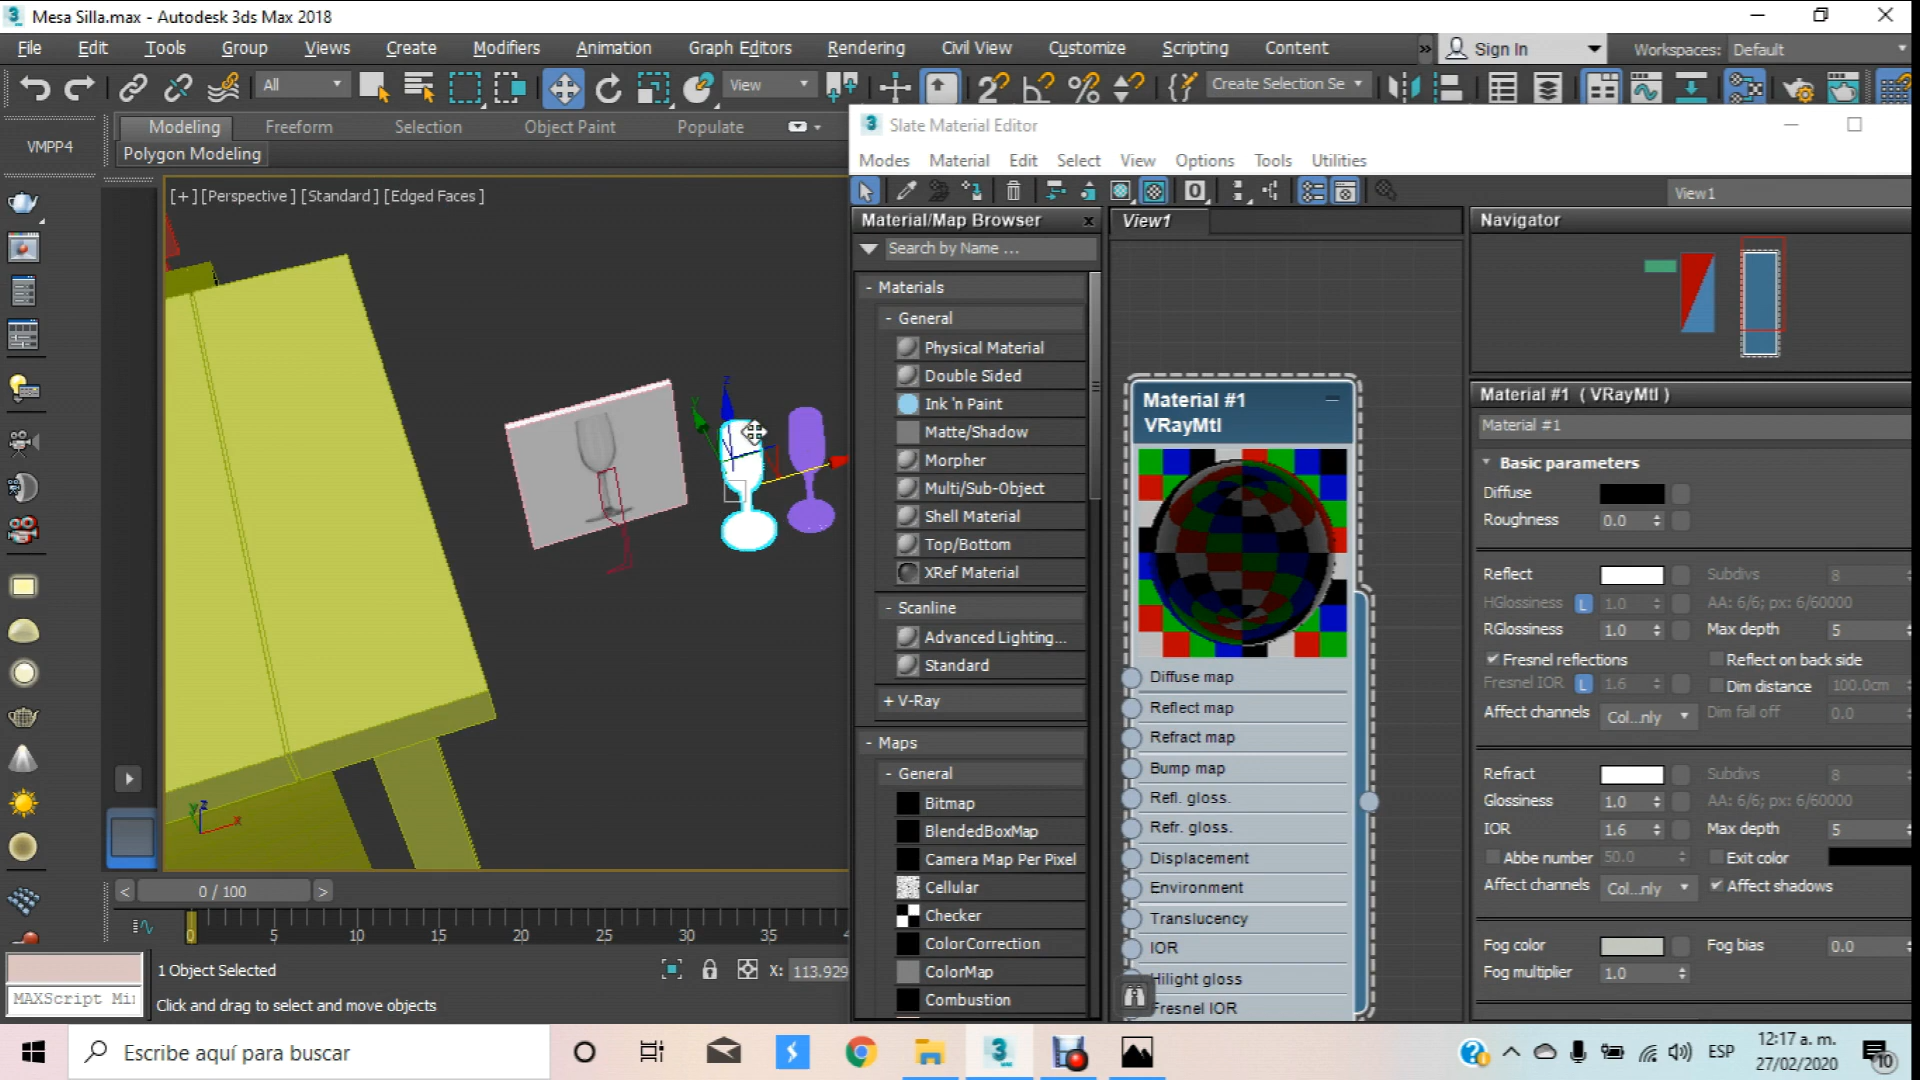 Mesa Silla.max - Autodesk 3ds Max 2018
File Edit Tools Group Views Create Modifiers Animation Graph Editors Rendering Civil View Customize Scripting Content » Sign In Workspaces: Default
All View Create Selection Se
VMPP4 Modeling Freeform Selection Object Paint Populate
Polygon Modeling
[+] [Perspective ] [Standard ] [Edged Faces ]
Slate Material Editor
Modes Material Edit Select View Options Tools Utilities
View1
Material/Map Browser x
Search by Name ...
- Materials
- General
Physical Material
Double Sided
Ink 'n Paint
Matte/Shadow
Morpher
Multi/Sub-Object
Shell Material
Top/Bottom
XRef Material
- Scanline
Advanced Lighting...
Standard
+ V-Ray
- Maps
- General
Bitmap
BlendedBoxMap
Camera Map Per Pixel
Cellular
Checker
ColorCorrection
ColorMap
Combustion
View1
Material #1
VRayMtl
Diffuse map
Reflect map
Refract map
Bump map
Refl. gloss.
Refr. gloss.
Displacement
Environment
Translucency
IOR
Hilight gloss
Fresnel IOR
Navigator
Material #1 ( VRayMtl )
Material #1
Basic parameters
Diffuse
Roughness 0.0
Reflect Subdivs 8
HGlossiness L 1.0 AA: 6/6; px: 6/60000
RGlossiness 1.0 Max depth 5
Fresnel reflections Reflect on back side
Fresnel IOR L 1.6 Dim distance 100.0cm
Affect channels Col...nly Dim fall off 0.0
Refract Subdivs 8
Glossiness 1.0 AA: 6/6; px: 6/60000
IOR 1.6 Max depth 5
Abbe number 50.0 Exit color
Affect channels Col...nly Affect shadows
Fog color Fog bias 0.0
Fog multiplier 1.0
z y x
z y x
< 0 / 100 >
0 5 10 15 20 25 30 35
1 Object Selected X: 113.929
MAXScript Mi
Click and drag to select and move objects
Escribe aquí para buscar
ESP
12:17 a. m.
27/02/2020
10